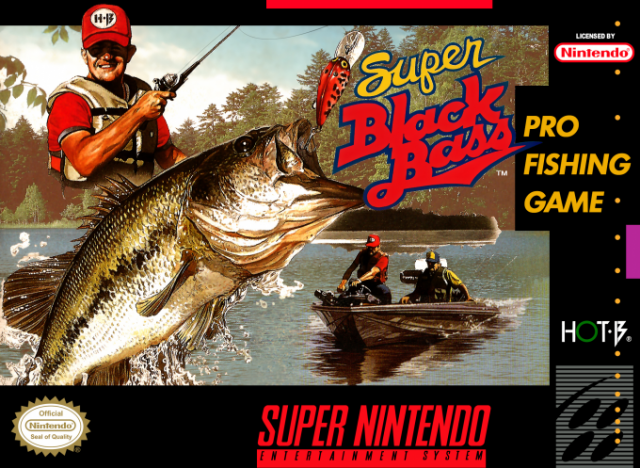 H·B
Super
Black
Bass
™
LICENSED BY
Nintendo
®
PRO
FISHING
GAME
HOT·B®
Official
Nintendo
Seal of Quality
®
SUPER NINTENDO
ENTERTAINMENT SYSTEM